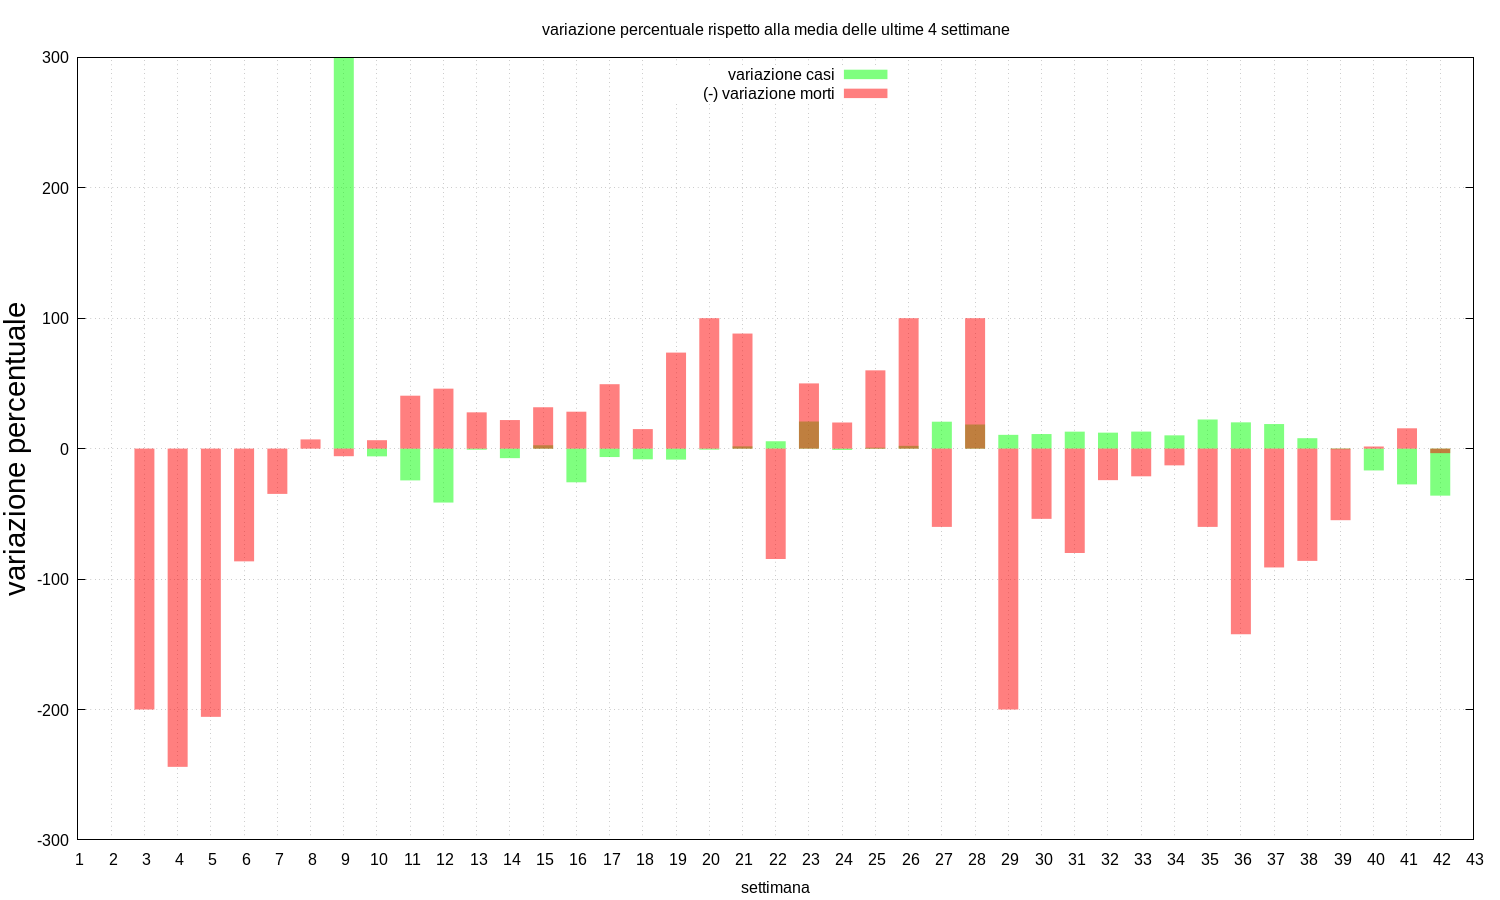 variazione percentuale rispetto alla media delle ultime 4 settimane
variazione casi
(-) variazione morti
variazione percentuale
300
200
100
0
-100
-200
-300
1 2 3 4 5 6 7 8 9 10 11 12 13 14 15 16 17 18 19 20 21 22 23 24 25 26 27 28 29 30 31 32 33 34 35 36 37 38 39 40 41 42 43
settimana